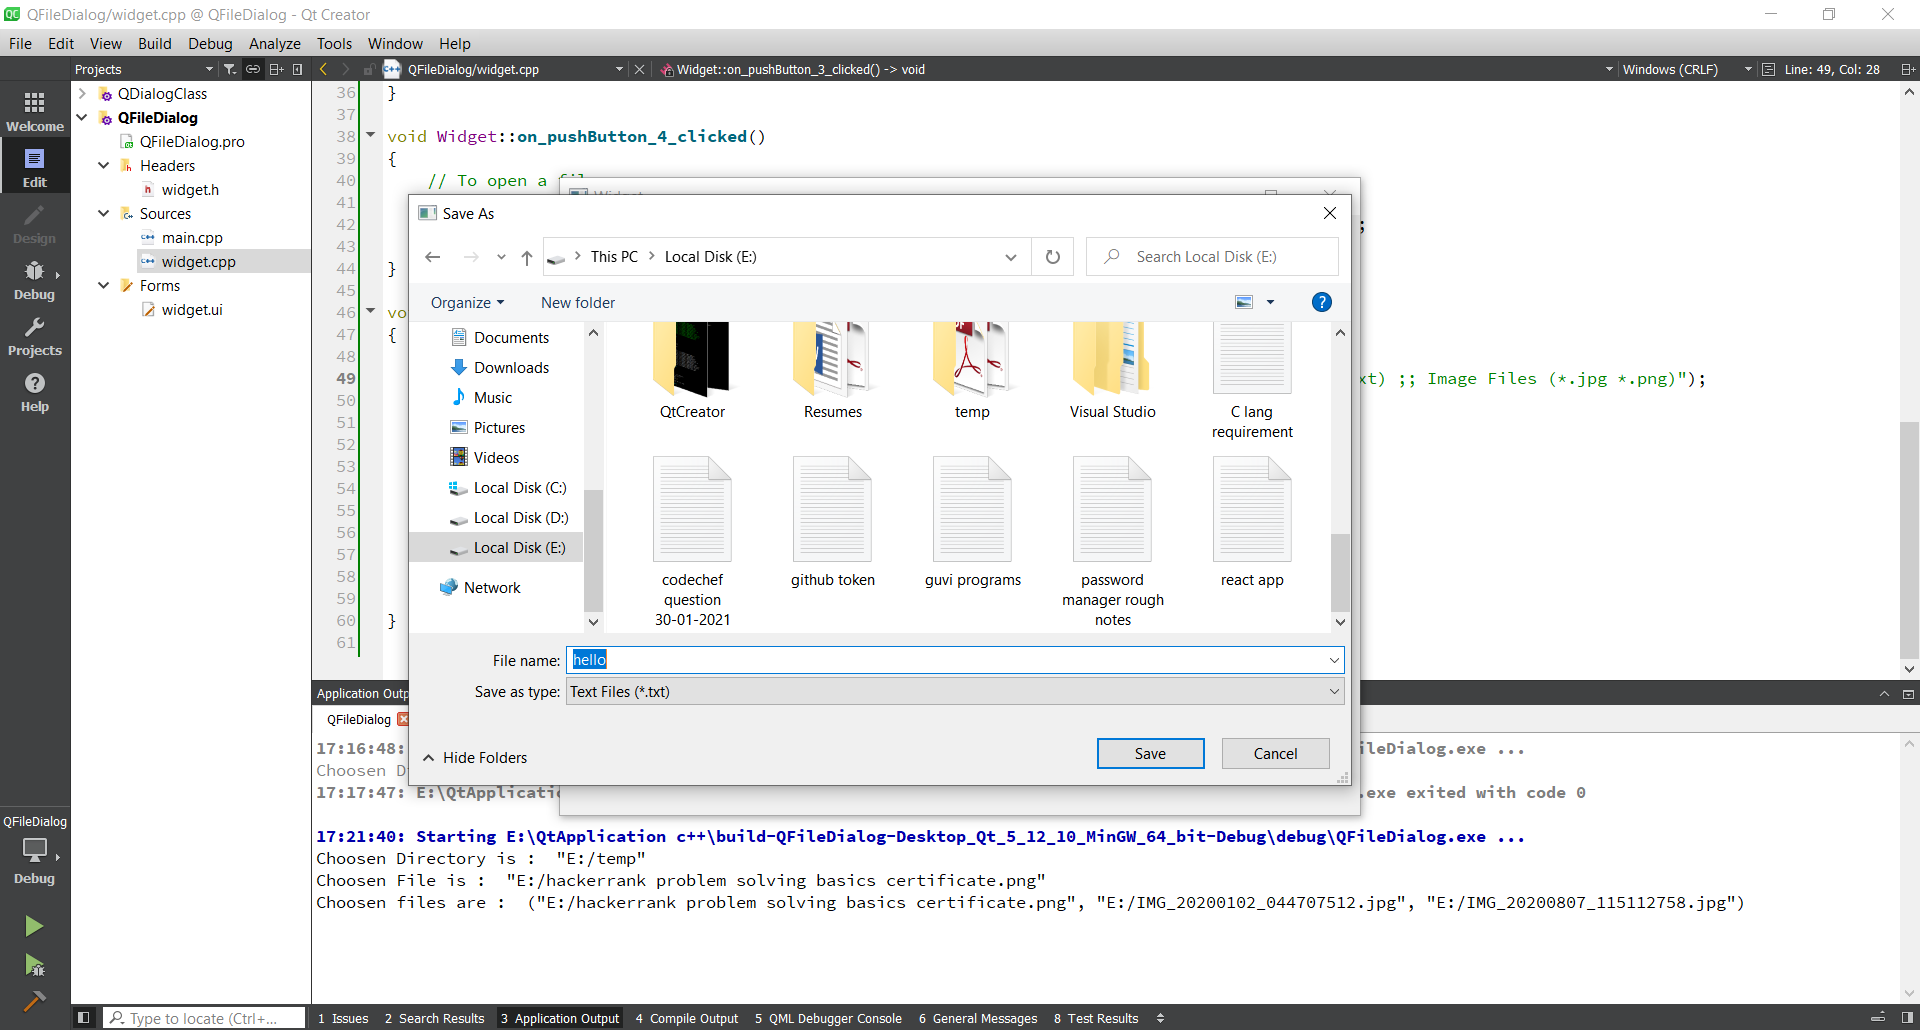 QFileDialog/widget.cpp @ QFileDialog - Qt Creator
File Edit View Build Debug Analyze Tools Window Help
Projects
QFileDialog/widget.cpp
Widget::on_pushButton_3_clicked() -> void
Windows (CRLF)
Line: 49, Col: 28
Welcome
Edit
Design
Debug
Projects
Help
QDialogClass
QFileDialog
QFileDialog.pro
Headers
widget.h
Sources
main.cpp
widget.cpp
Forms
widget.ui
36 }
37
38 void Widget::on_pushButton_4_clicked()
39 {
40 // To open a
41
42 ;
43
44 }
45
46 vo
47 {
48
49 xt) ;; Image Files (*.jpg *.png)");
50
51
52
53
54
55
56
57
58
59
60 }
61
Save As
This PC > Local Disk (E:)
Search Local Disk (E:)
Organize
New folder
?
Documents
Downloads
Music
Pictures
Videos
Local Disk (C:)
Local Disk (D:)
Local Disk (E:)
Network
QtCreator
Resumes
temp
Visual Studio
C lang
requirement
codechef
question
30-01-2021
github token
guvi programs
password
manager rough
notes
react app
File name: hello
Save as type: Text Files (*.txt)
Hide Folders
Save
Cancel
Application Outp
QFileDialog
17:16:48: ileDialog.exe ...
Choosen D
17:17:47: E:\QtApplicati .exe exited with code 0
17:21:40: Starting E:\QtApplication c++\build-QFileDialog-Desktop_Qt_5_12_10_MinGW_64_bit-Debug\debug\QFileDialog.exe ...
Choosen Directory is :  "E:/temp"
Choosen File is :  "E:/hackerrank problem solving basics certificate.png"
Choosen files are :  ("E:/hackerrank problem solving basics certificate.png", "E:/IMG_20200102_044707512.jpg", "E:/IMG_20200807_115112758.jpg")
QFileDialog
Debug
Type to locate (Ctrl+...
1 Issues
2 Search Results
3 Application Output
4 Compile Output
5 QML Debugger Console
6 General Messages
8 Test Results